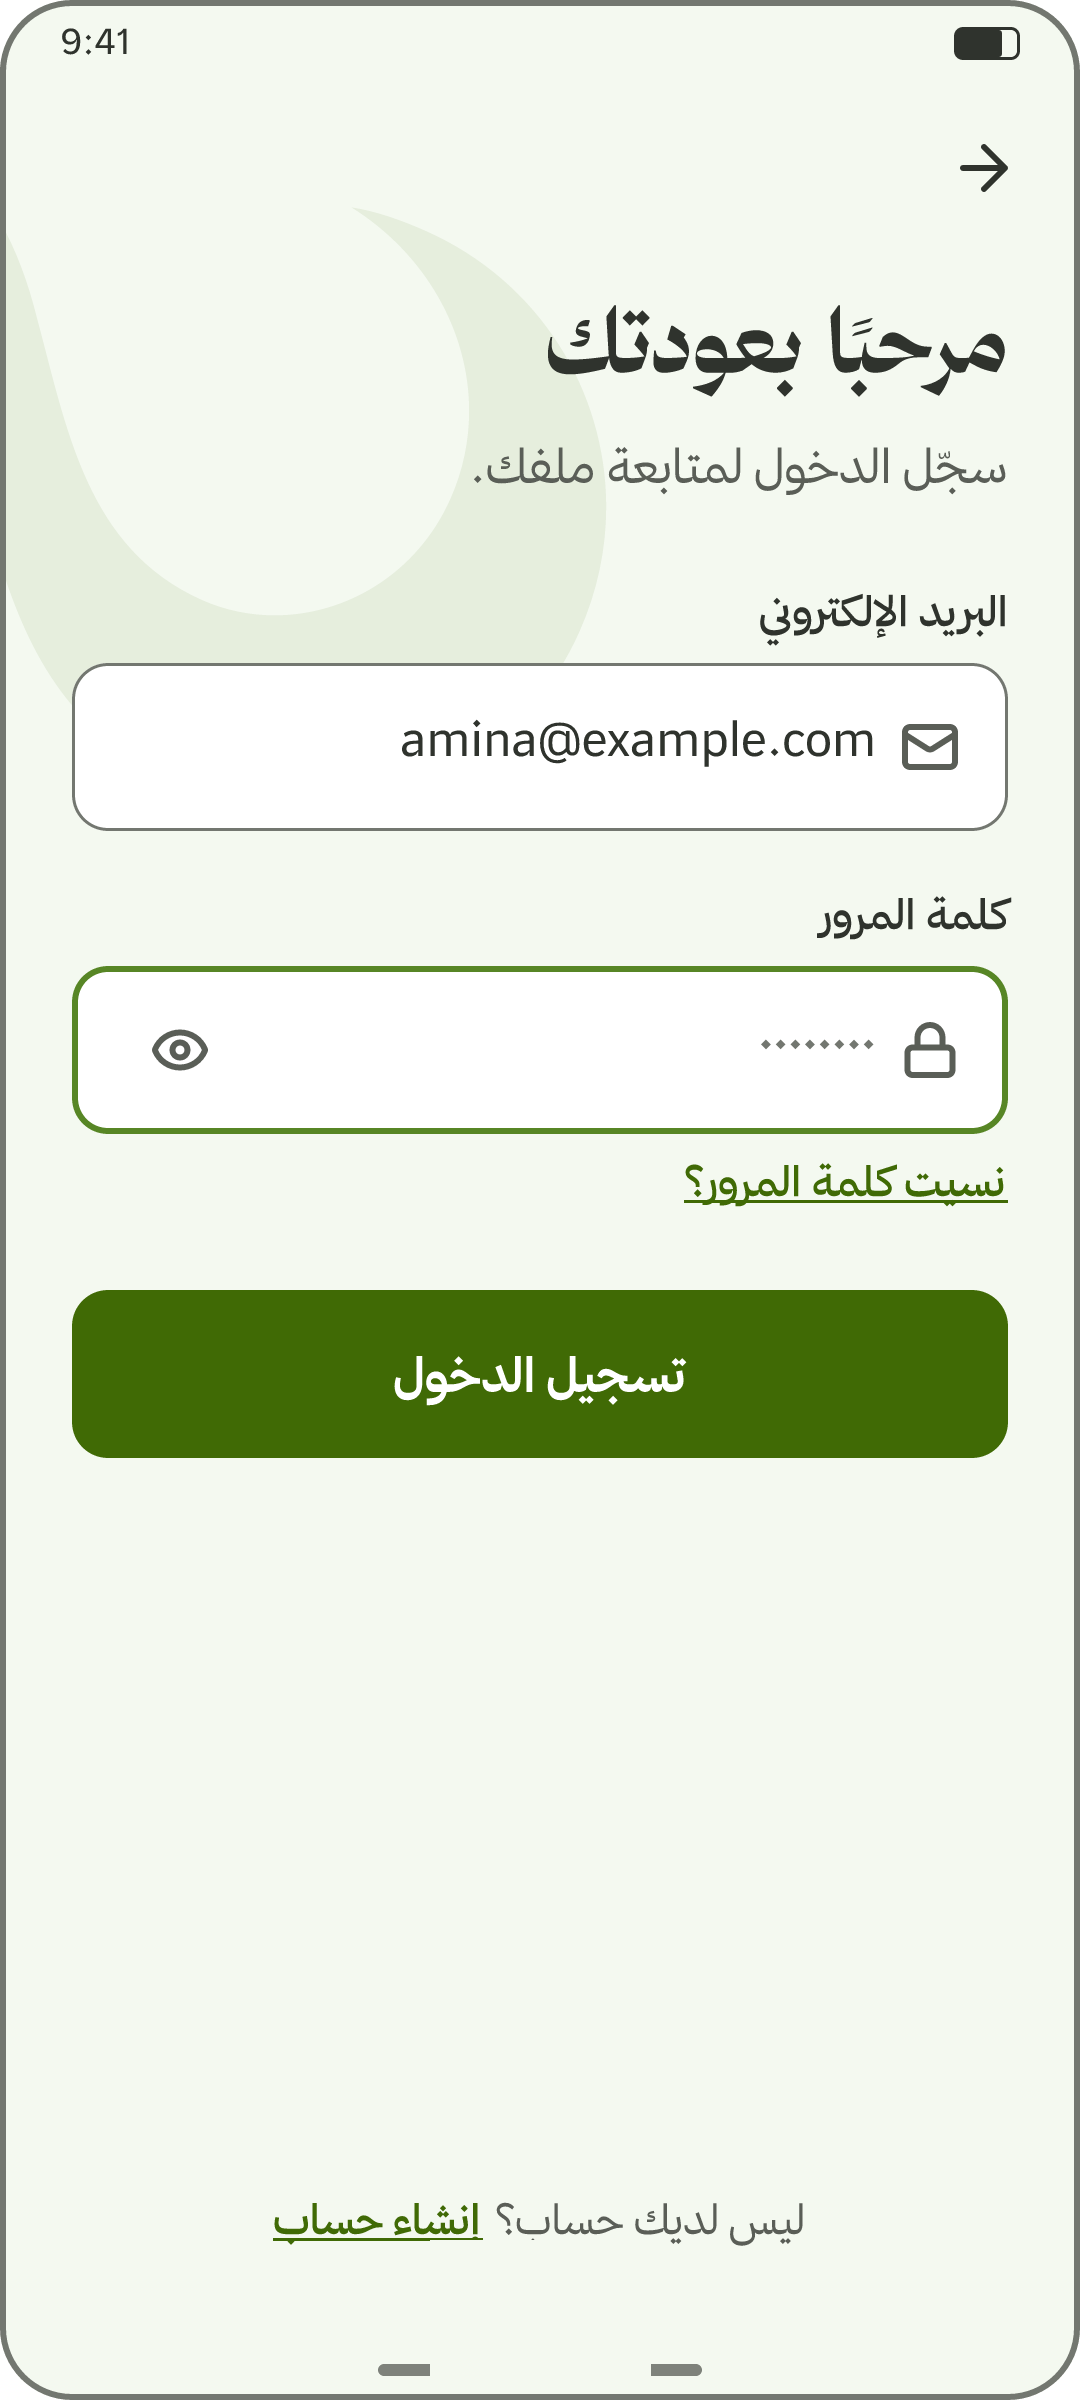 9:41
مرحبًا بعودتك
سجّل الدخول لمتابعة ملفك.
البريد الإلكتروني
amina@example.com
كلمة المرور
••••••••
نسيت كلمة المرور؟
تسجيل الدخول
ليس لديك حساب؟ إنشاء حساب